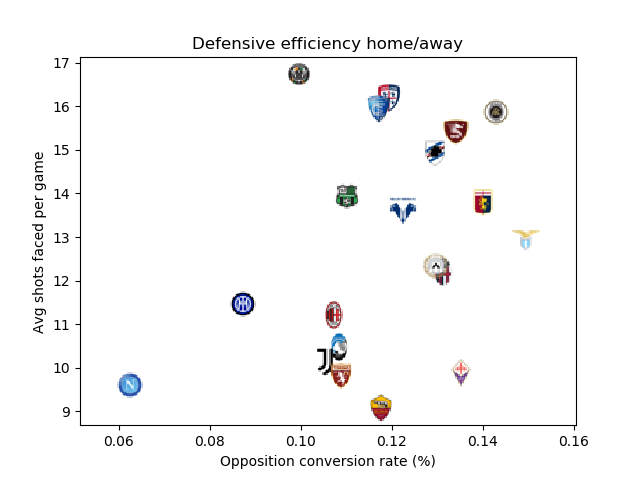 Defensive efficiency home/away
17
16
15
14
13
12
11
10
9
Avg shots faced per game
0.06 0.08 0.10 0.12 0.14 0.16
Opposition conversion rate (%)